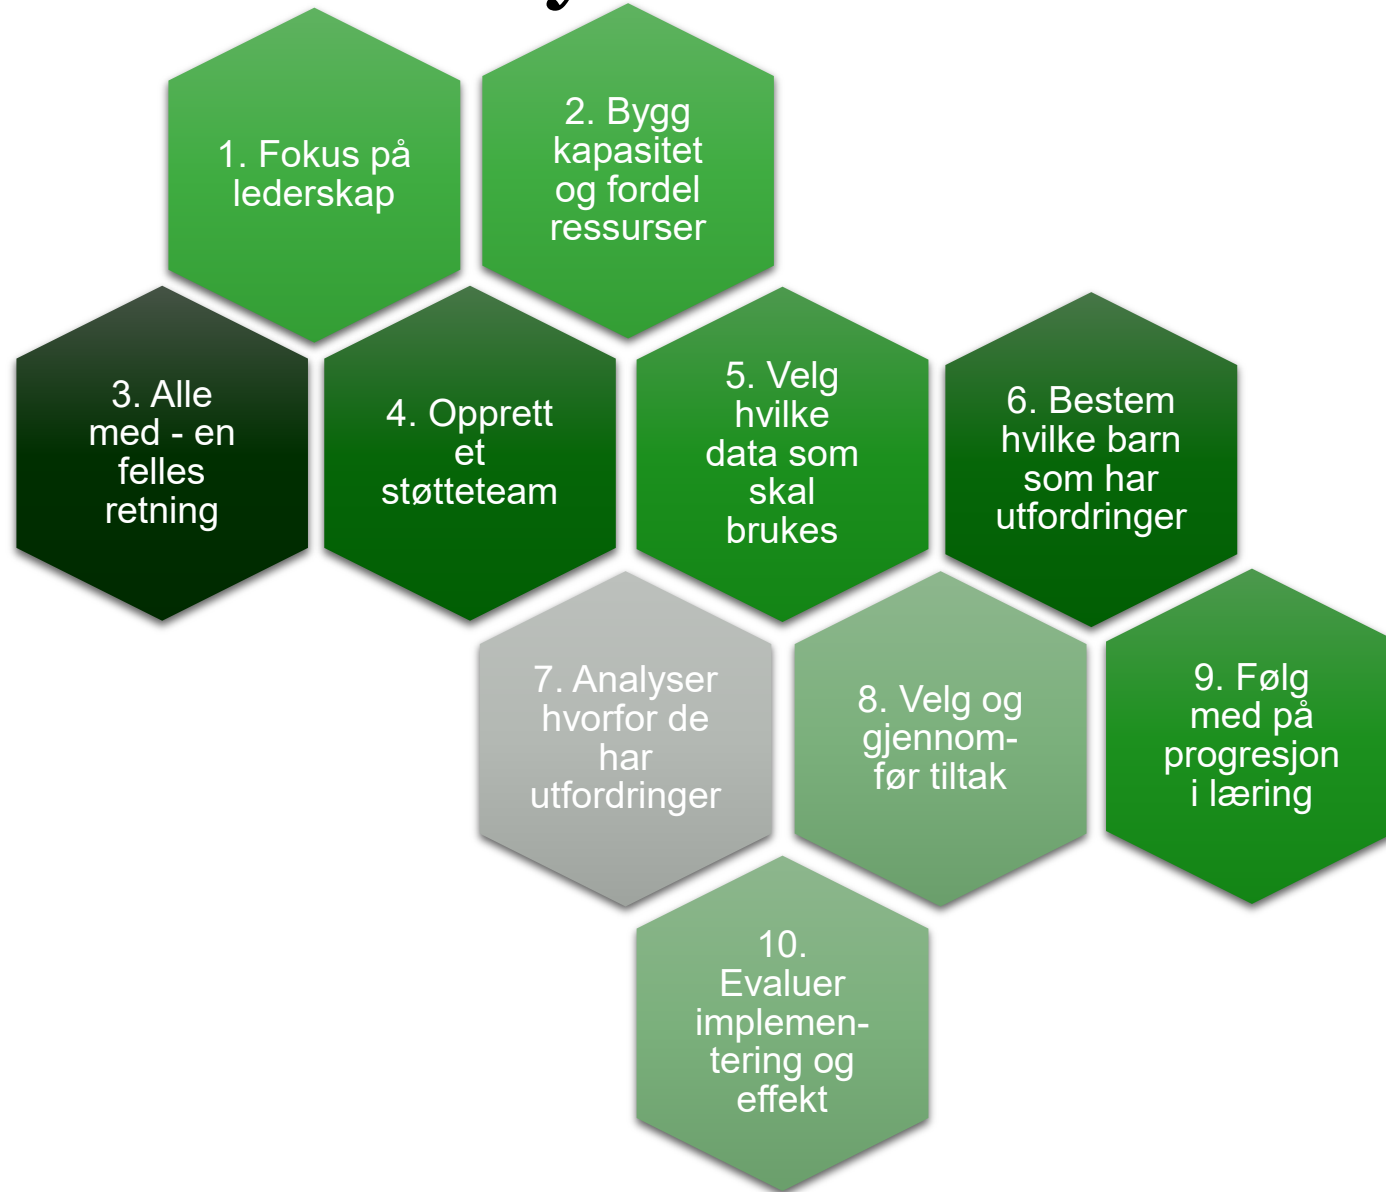 1. Fokus på
lederskap
2. Bygg
kapasitet
og fordel
ressurser
3. Alle
med - en
felles
retning
4. Opprett
et
støtteteam
5. Velg
hvilke
data som
skal
brukes
6. Bestem
hvilke barn
som har
utfordringer
7. Analyser
hvorfor de
har
utfordringer
8. Velg og
gjennom-
før tiltak
9. Følg
med på
progresjon
i læring
10.
Evaluer
implemen-
tering og
effekt